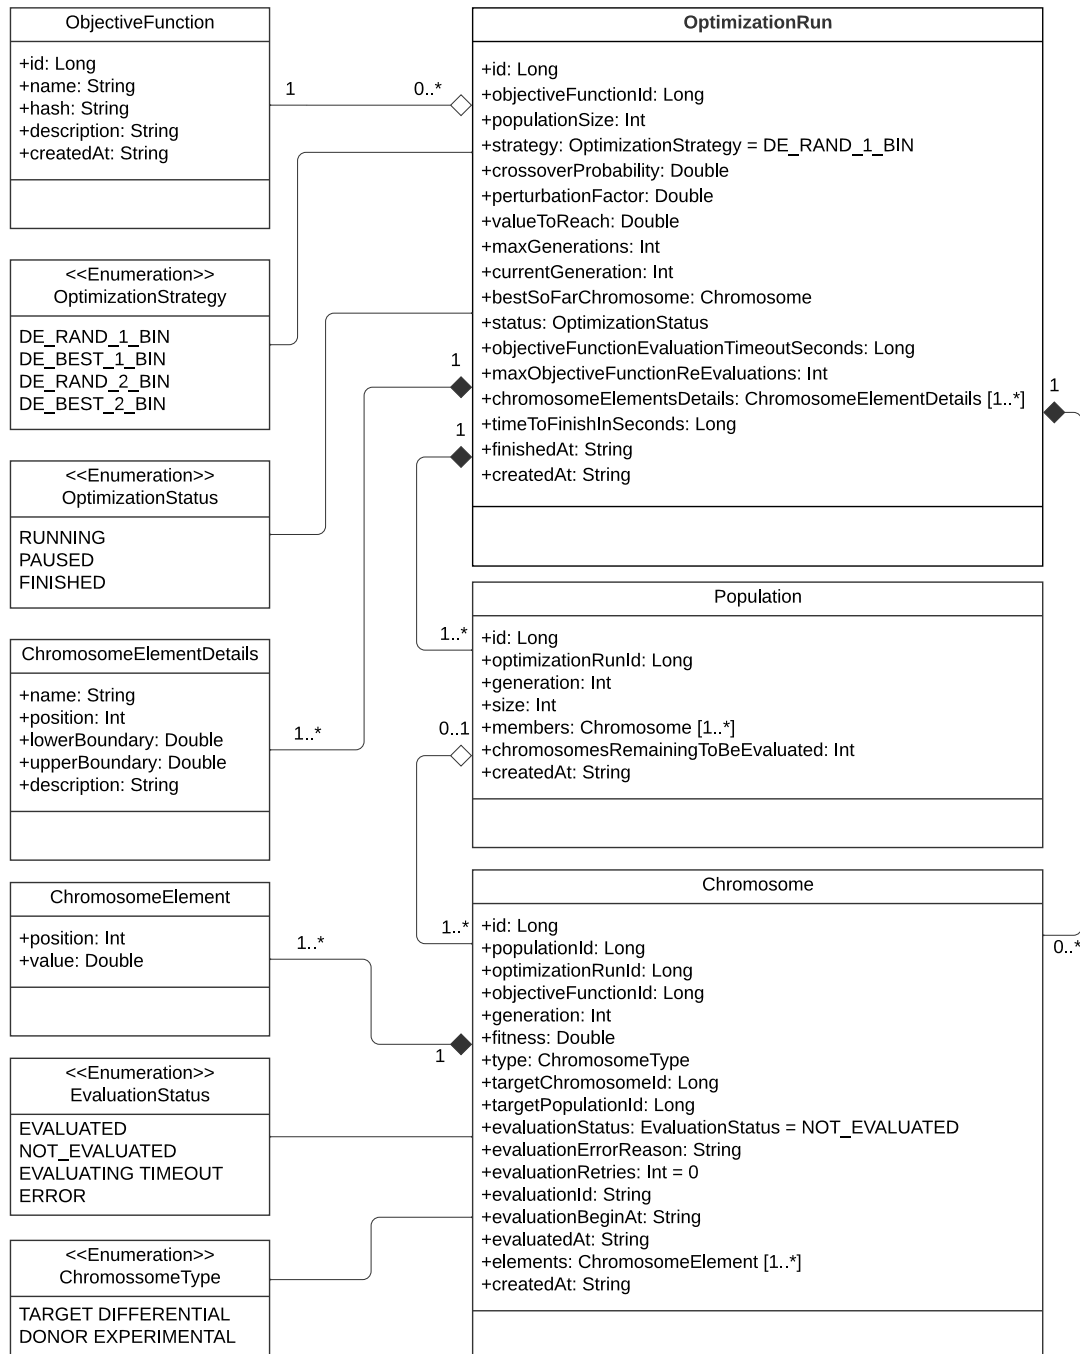 ObjectiveFunction
+id: Long
+name: String
+hash: String
+description: String
+createdAt: String
1
0..*
OptimizationRun
+id: Long
+objectiveFunctionId: Long
+populationSize: Int
+strategy: OptimizationStrategy = DE_RAND_1_BIN
+crossoverProbability: Double
+perturbationFactor: Double
+valueToReach: Double
+maxGenerations: Int
+currentGeneration: Int
+bestSoFarChromosome: Chromosome
+status: OptimizationStatus
+objectiveFunctionEvaluationTimeoutSeconds: Long
+maxObjectiveFunctionReEvaluations: Int
+chromosomeElementsDetails: ChromosomeElementDetails [1..*]
+timeToFinishInSeconds: Long
+finishedAt: String
+createdAt: String
1
1
1
<<Enumeration>>
OptimizationStrategy
DE_RAND_1_BIN
DE_BEST_1_BIN
DE_RAND_2_BIN
DE_BEST_2_BIN
<<Enumeration>>
OptimizationStatus
RUNNING
PAUSED
FINISHED
Population
+id: Long
+optimizationRunId: Long
+generation: Int
+size: Int
+members: Chromosome [1..*]
+chromosomesRemainingToBeEvaluated: Int
+createdAt: String
1..*
0..1
ChromosomeElementDetails
+name: String
+position: Int
+lowerBoundary: Double
+upperBoundary: Double
+description: String
1..*
ChromosomeElement
+position: Int
+value: Double
1..*
1..*
1
0..*
Chromosome
+id: Long
+populationId: Long
+optimizationRunId: Long
+objectiveFunctionId: Long
+generation: Int
+fitness: Double
+type: ChromosomeType
+targetChromosomeId: Long
+targetPopulationId: Long
+evaluationStatus: EvaluationStatus = NOT_EVALUATED
+evaluationErrorReason: String
+evaluationRetries: Int = 0
+evaluationId: String
+evaluationBeginAt: String
+evaluatedAt: String
+elements: ChromosomeElement [1..*]
+createdAt: String
<<Enumeration>>
EvaluationStatus
EVALUATED
NOT_EVALUATED
EVALUATING TIMEOUT
ERROR
<<Enumeration>>
ChromossomeType
TARGET DIFFERENTIAL
DONOR EXPERIMENTAL